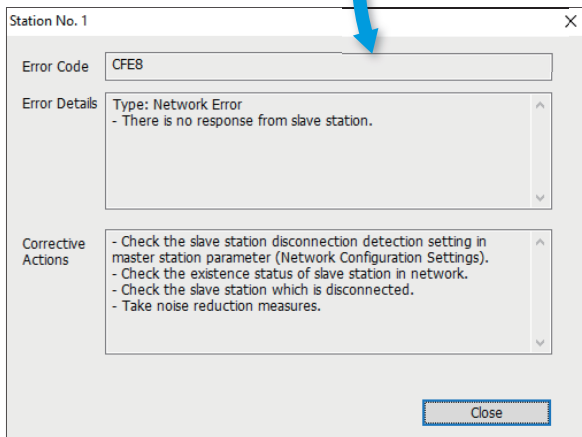 Station No. 1
Error Code
CFE8
Error Details
Type: Network Error
- There is no response from slave station.
Corrective
Actions
- Check the slave station disconnection detection setting in
master station parameter (Network Configuration Settings).
- Check the existence status of slave station in network.
- Check the slave station which is disconnected.
- Take noise reduction measures.
Close